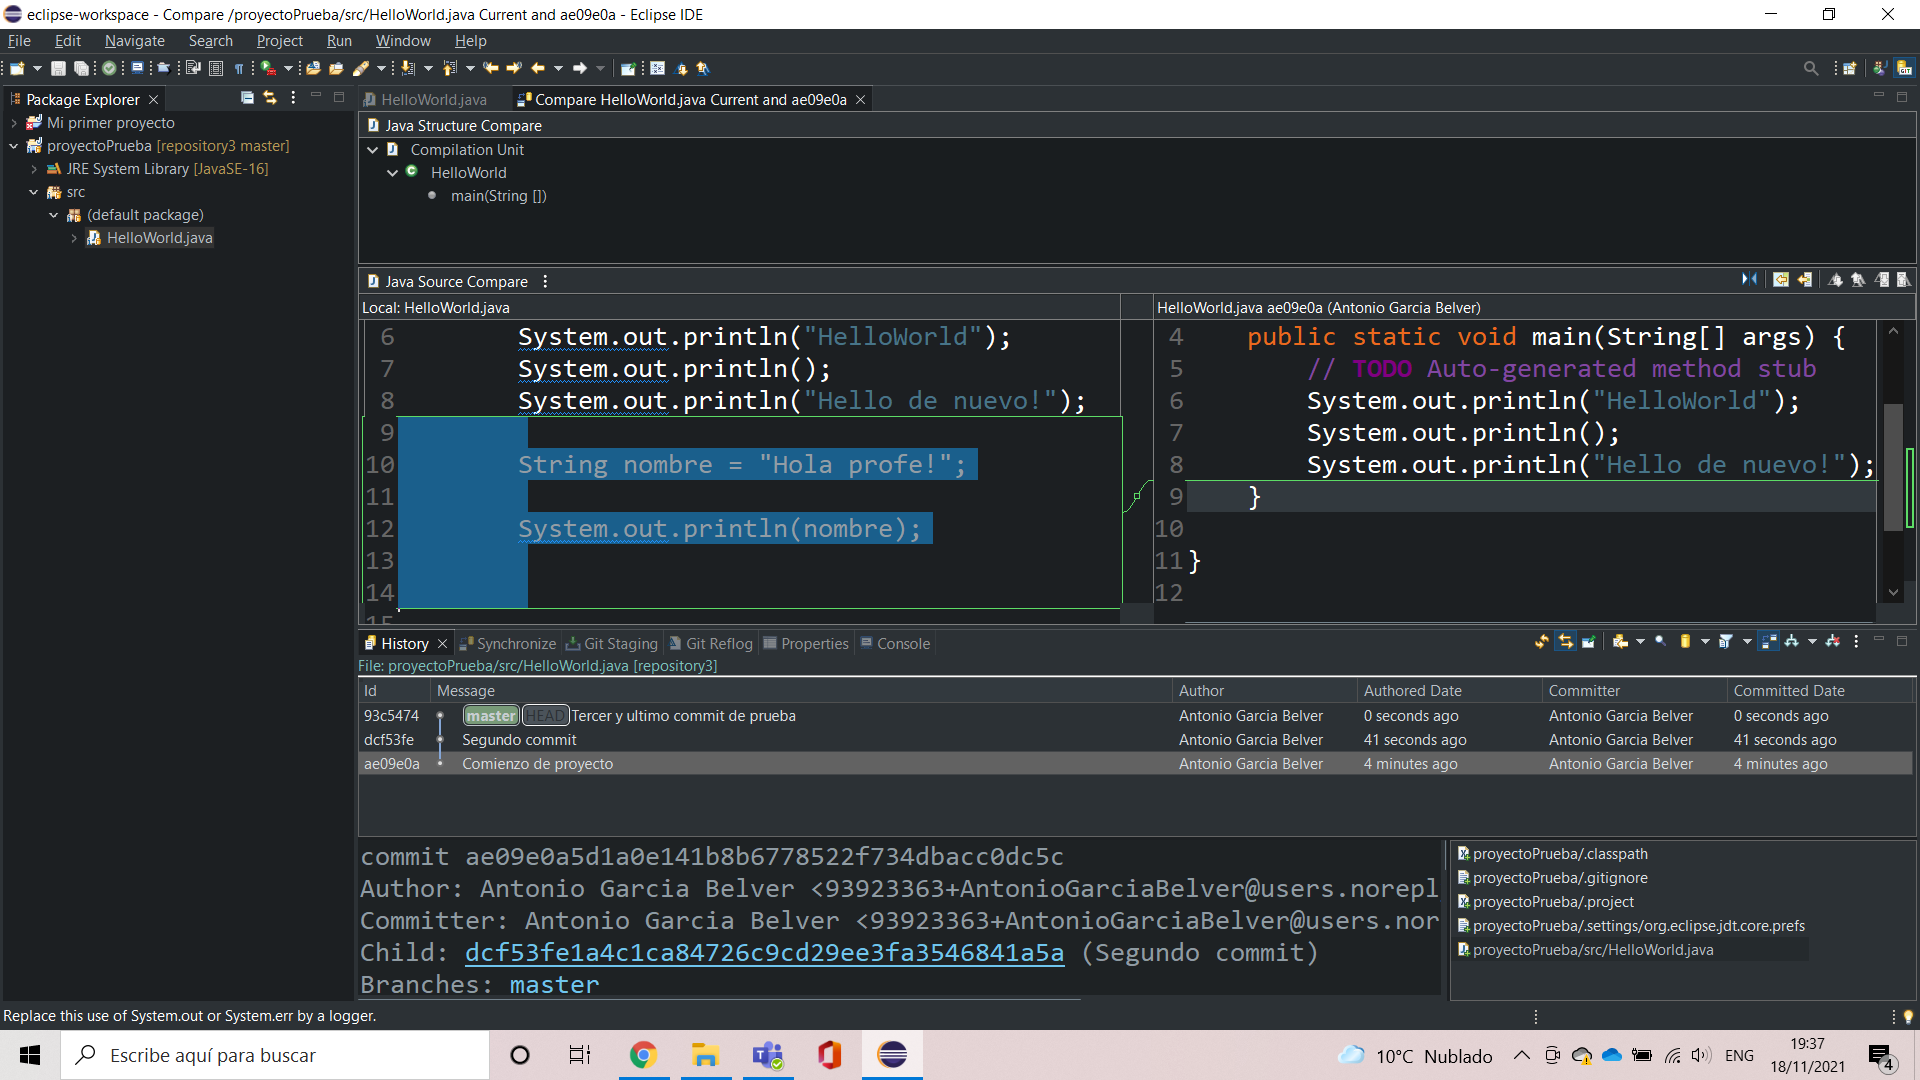 eclipse-workspace - Compare /proyectoPrueba/src/HelloWorld.java Current and ae09e0a - Eclipse IDE
File Edit Navigate Search Project Run Window Help
Package Explorer
Mi primer proyecto
proyectoPrueba [repository3 master]
JRE System Library [JavaSE-16]
src
(default package)
HelloWorld.java
HelloWorld.java
Compare HelloWorld.java Current and ae09e0a
Java Structure Compare
Compilation Unit
HelloWorld
main(String [])
Java Source Compare
Local: HelloWorld.java
6 System.out.println("HelloWorld");
7 System.out.println();
8 System.out.println("Hello de nuevo!");
9
10 String nombre = "Hola profe!";
11
12 System.out.println(nombre);
13
14
15
HelloWorld.java ae09e0a (Antonio Garcia Belver)
4 public static void main(String[] args) {
5 // TODO Auto-generated method stub
6 System.out.println("HelloWorld");
7 System.out.println();
8 System.out.println("Hello de nuevo!");
9 }
10
11 }
12
History Synchronize Git Staging Git Reflog Properties Console
File: proyectoPrueba/src/HelloWorld.java [repository3]
Id Message Author Authored Date Committer Committed Date
93c5474 master HEAD Tercer y ultimo commit de prueba Antonio Garcia Belver 0 seconds ago Antonio Garcia Belver 0 seconds ago
dcf53fe Segundo commit Antonio Garcia Belver 41 seconds ago Antonio Garcia Belver 41 seconds ago
ae09e0a Comienzo de proyecto Antonio Garcia Belver 4 minutes ago Antonio Garcia Belver 4 minutes ago
commit ae09e0a5d1a0e141b8b6778522f734dbacc0dc5c
Author: Antonio Garcia Belver <93923363+AntonioGarciaBelver@users.norepl
Committer: Antonio Garcia Belver <93923363+AntonioGarciaBelver@users.nor
Child: dcf53fe1a4c1ca84726c9cd29ee3fa3546841a5a (Segundo commit)
Branches: master
proyectoPrueba/.classpath
proyectoPrueba/.gitignore
proyectoPrueba/.project
proyectoPrueba/.settings/org.eclipse.jdt.core.prefs
proyectoPrueba/src/HelloWorld.java
Replace this use of System.out or System.err by a logger.
Escribe aquí para buscar
10°C Nublado
ENG
19:37
18/11/2021
4